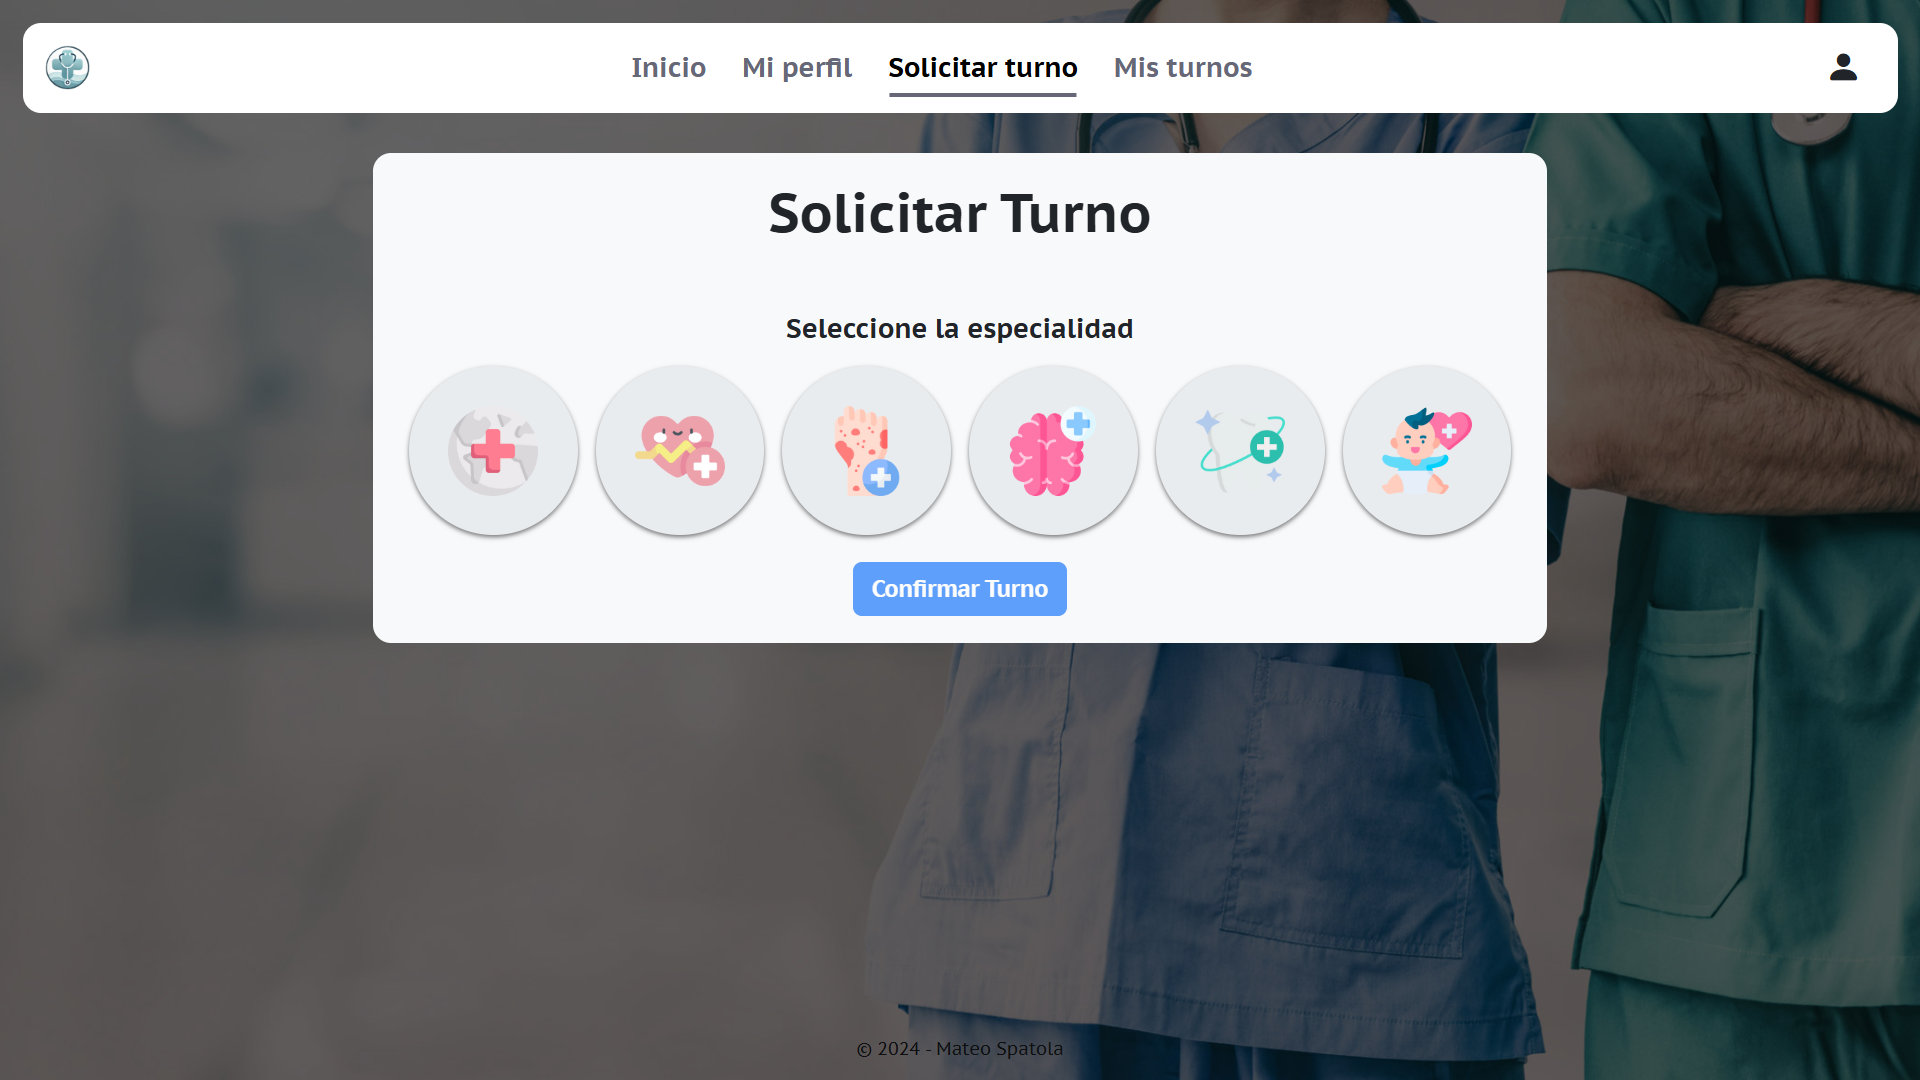 Inicio
Mi perfil
Solicitar turno
Mis turnos
Solicitar Turno
Seleccione la especialidad
Confirmar Turno
© 2024 - Mateo Spatola